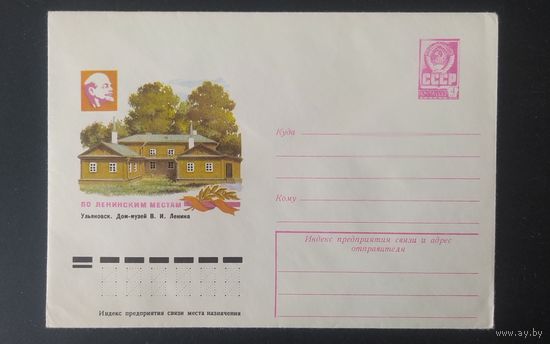 СССР
Куда
ПО ЛЕНИНСКИМ МЕСТАМ
Кому
Ульяновск. Дом-музей В. И. Ленина
Индекс предприятия связи и адрес
отправителя
Индекс предприятия связи места назначения
www.ay.by